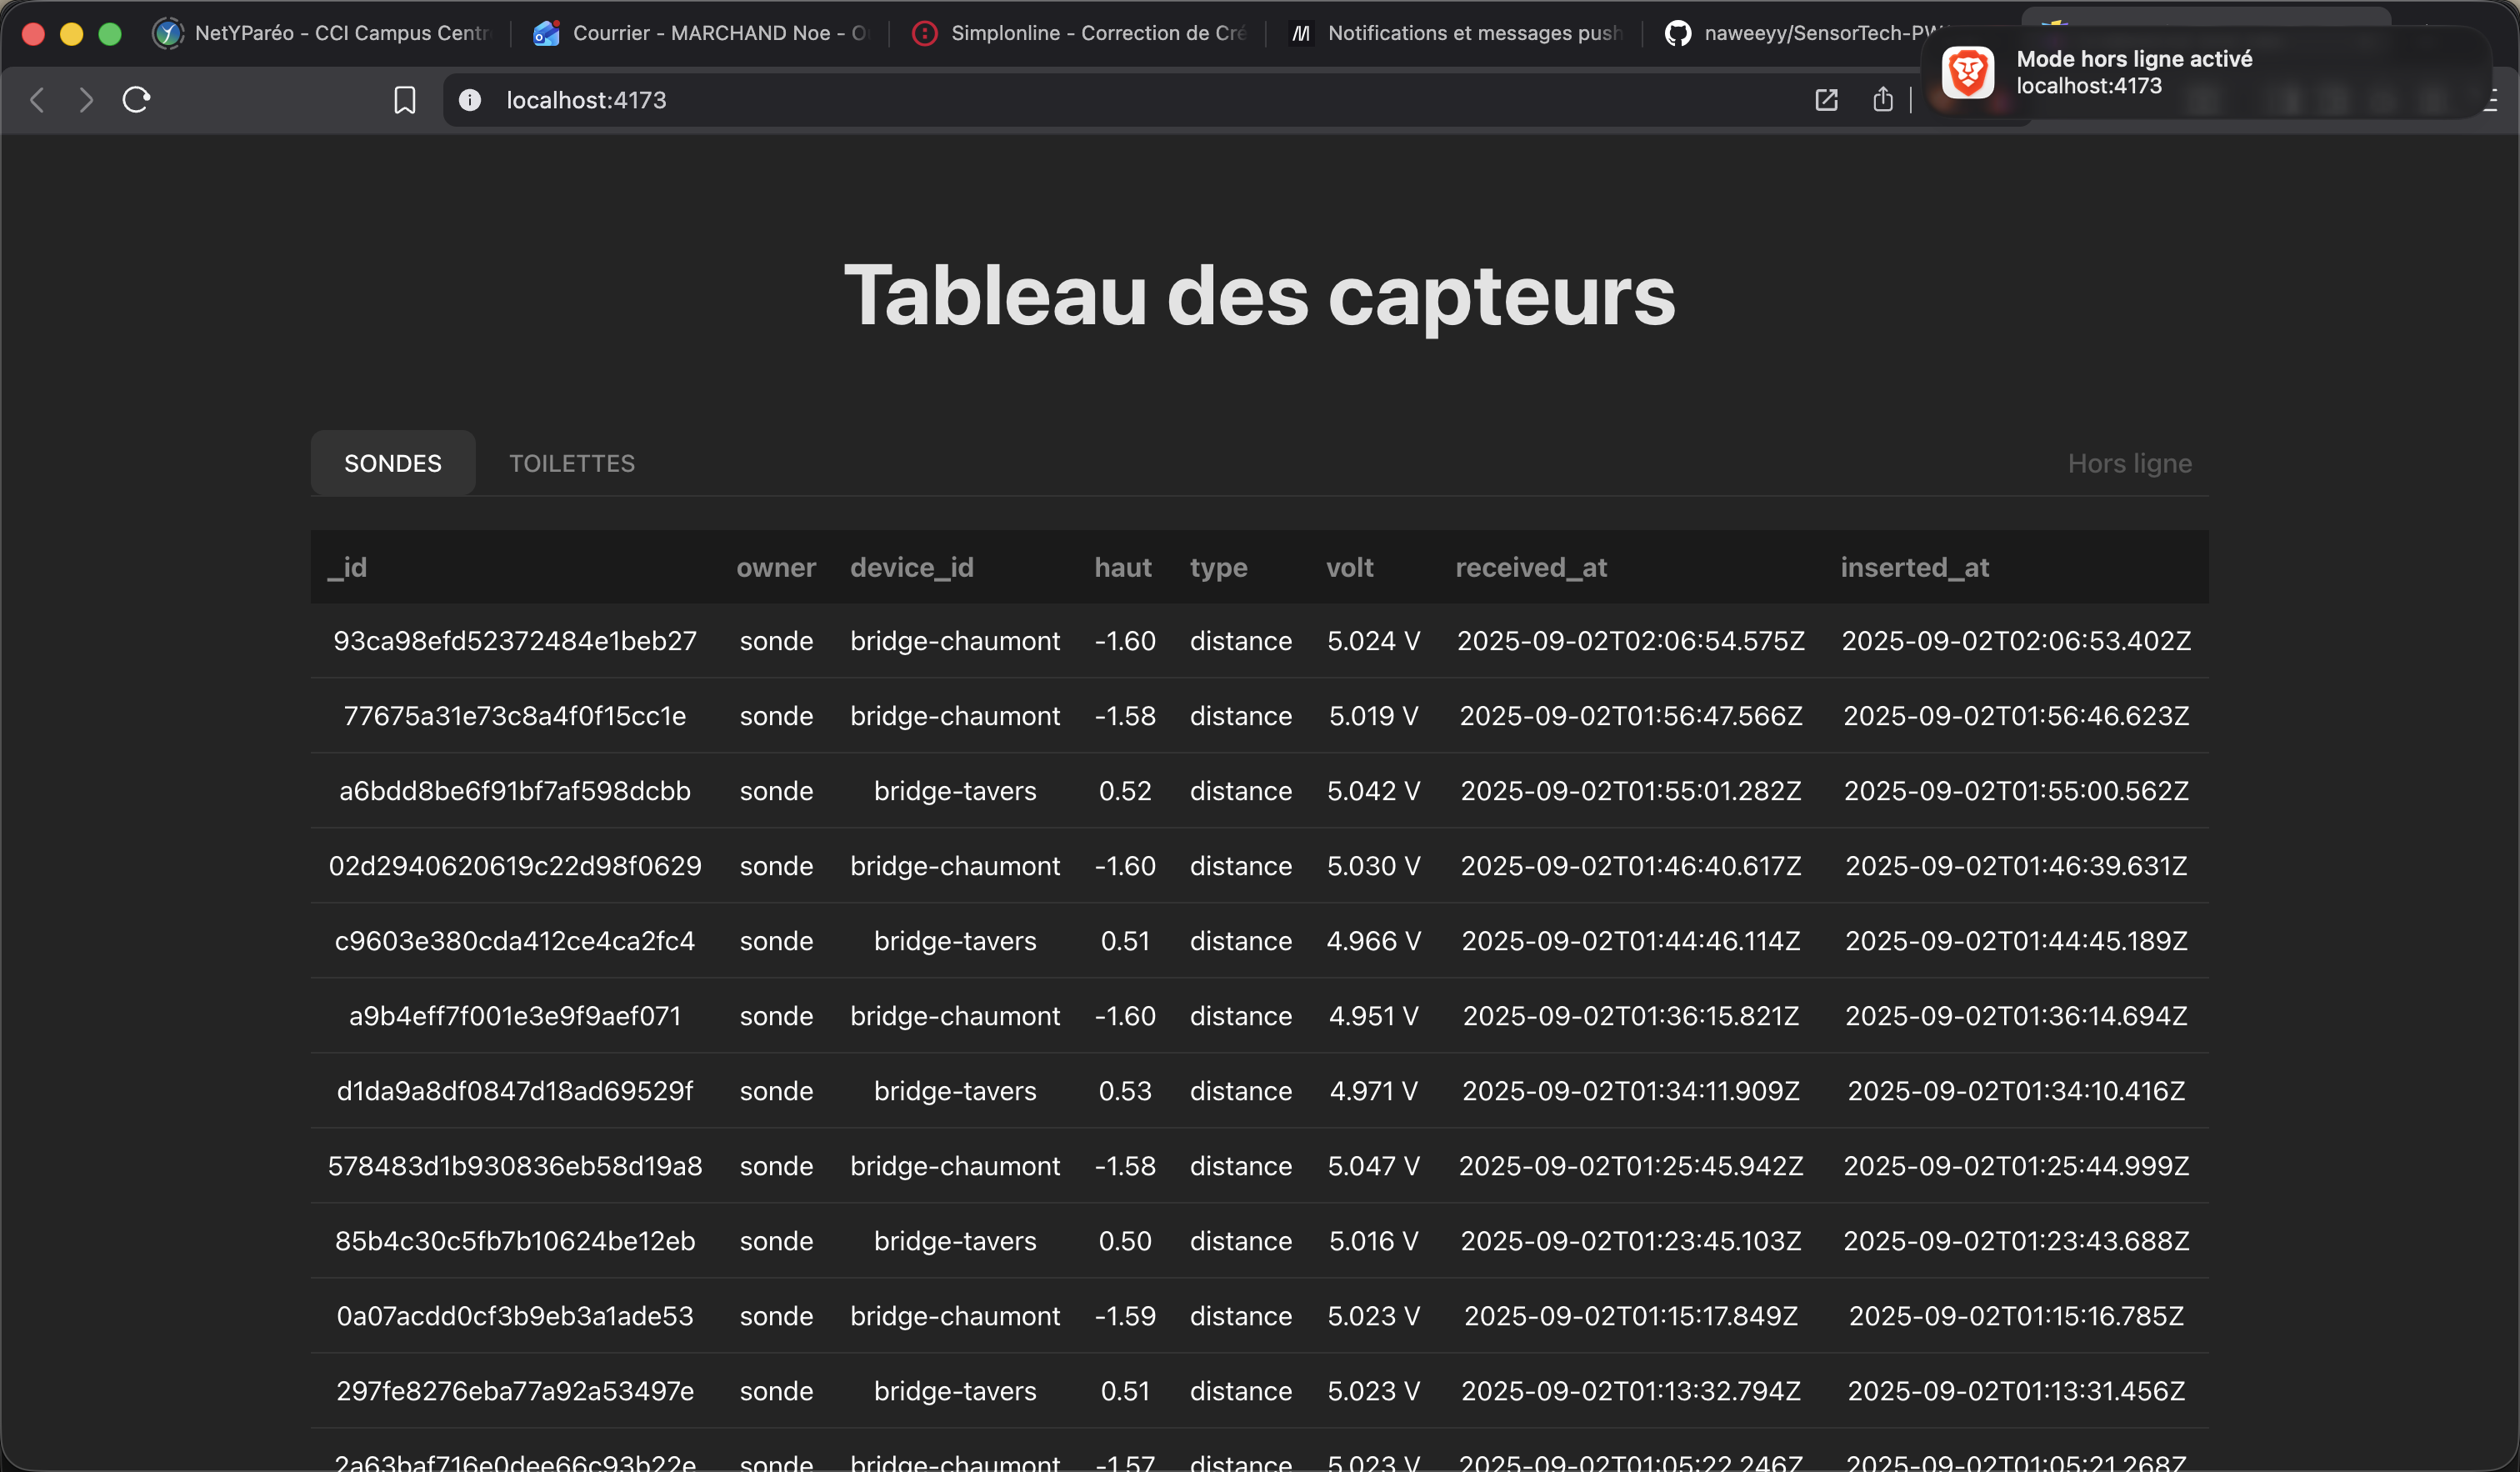 NetYParéo - CCI Campus Centr
Courrier - MARCHAND Noe - O
Simplonline - Correction de Cré
Notifications et messages push
naweeyy/SensorTech-PW
Mode hors ligne activé
localhost:4173
localhost:4173
Tableau des capteurs
SONDES TOILETTES Hors ligne
_id owner device_id haut type volt received_at inserted_at
93ca98efd52372484e1beb27 sonde bridge-chaumont -1.60 distance 5.024 V 2025-09-02T02:06:54.575Z 2025-09-02T02:06:53.402Z
77675a31e73c8a4f0f15cc1e sonde bridge-chaumont -1.58 distance 5.019 V 2025-09-02T01:56:47.566Z 2025-09-02T01:56:46.623Z
a6bdd8be6f91bf7af598dcbb sonde bridge-tavers 0.52 distance 5.042 V 2025-09-02T01:55:01.282Z 2025-09-02T01:55:00.562Z
02d2940620619c22d98f0629 sonde bridge-chaumont -1.60 distance 5.030 V 2025-09-02T01:46:40.617Z 2025-09-02T01:46:39.631Z
c9603e380cda412ce4ca2fc4 sonde bridge-tavers 0.51 distance 4.966 V 2025-09-02T01:44:46.114Z 2025-09-02T01:44:45.189Z
a9b4eff7f001e3e9f9aef071 sonde bridge-chaumont -1.60 distance 4.951 V 2025-09-02T01:36:15.821Z 2025-09-02T01:36:14.694Z
d1da9a8df0847d18ad69529f sonde bridge-tavers 0.53 distance 4.971 V 2025-09-02T01:34:11.909Z 2025-09-02T01:34:10.416Z
578483d1b930836eb58d19a8 sonde bridge-chaumont -1.58 distance 5.047 V 2025-09-02T01:25:45.942Z 2025-09-02T01:25:44.999Z
85b4c30c5fb7b10624be12eb sonde bridge-tavers 0.50 distance 5.016 V 2025-09-02T01:23:45.103Z 2025-09-02T01:23:43.688Z
0a07acdd0cf3b9eb3a1ade53 sonde bridge-chaumont -1.59 distance 5.023 V 2025-09-02T01:15:17.849Z 2025-09-02T01:15:16.785Z
297fe8276eba77a92a53497e sonde bridge-tavers 0.51 distance 5.023 V 2025-09-02T01:13:32.794Z 2025-09-02T01:13:31.456Z
2a63baf716e0dee66c93b22e sonde bridge-chaumont -1.57 distance 5.023 V 2025-09-02T01:05:22.246Z 2025-09-02T01:05:21.268Z